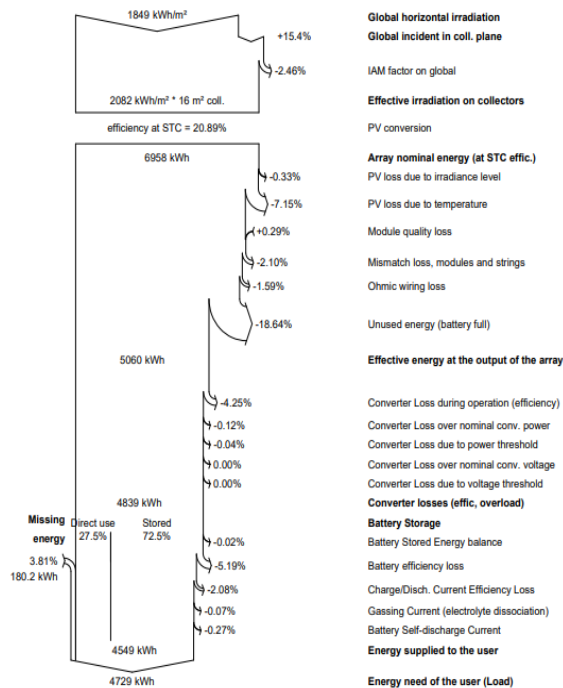 1849 kWh/m² Global horizontal irradiation
+15.4% Global incident in coll. plane
-2.46% IAM factor on global
2082 kWh/m² * 16 m² coll. Effective irradiation on collectors
efficiency at STC = 20.89% PV conversion
6958 kWh Array nominal energy (at STC effic.)
-0.33% PV loss due to irradiance level
-7.15% PV loss due to temperature
+0.29% Module quality loss
-2.10% Mismatch loss, modules and strings
-1.59% Ohmic wiring loss
-18.64% Unused energy (battery full)
5060 kWh Effective energy at the output of the array
-4.25% Converter Loss during operation (efficiency)
-0.12% Converter Loss over nominal conv. power
-0.04% Converter Loss due to power threshold
0.00% Converter Loss over nominal conv. voltage
0.00% Converter Loss due to voltage threshold
4839 kWh Converter losses (effic, overload)
Missing Direct use Stored Battery Storage
energy 27.5% 72.5% -0.02% Battery Stored Energy balance
3.81% -5.19% Battery efficiency loss
180.2 kWh -2.08% Charge/Disch. Current Efficiency Loss
-0.07% Gassing Current (electrolyte dissociation)
-0.27% Battery Self-discharge Current
4549 kWh Energy supplied to the user
4729 kWh Energy need of the user (Load)